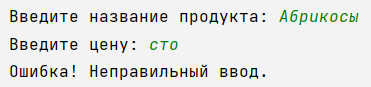 Введите название продукта: Абрикосы
Введите цену: сто
Ошибка! Неправильный ввод.